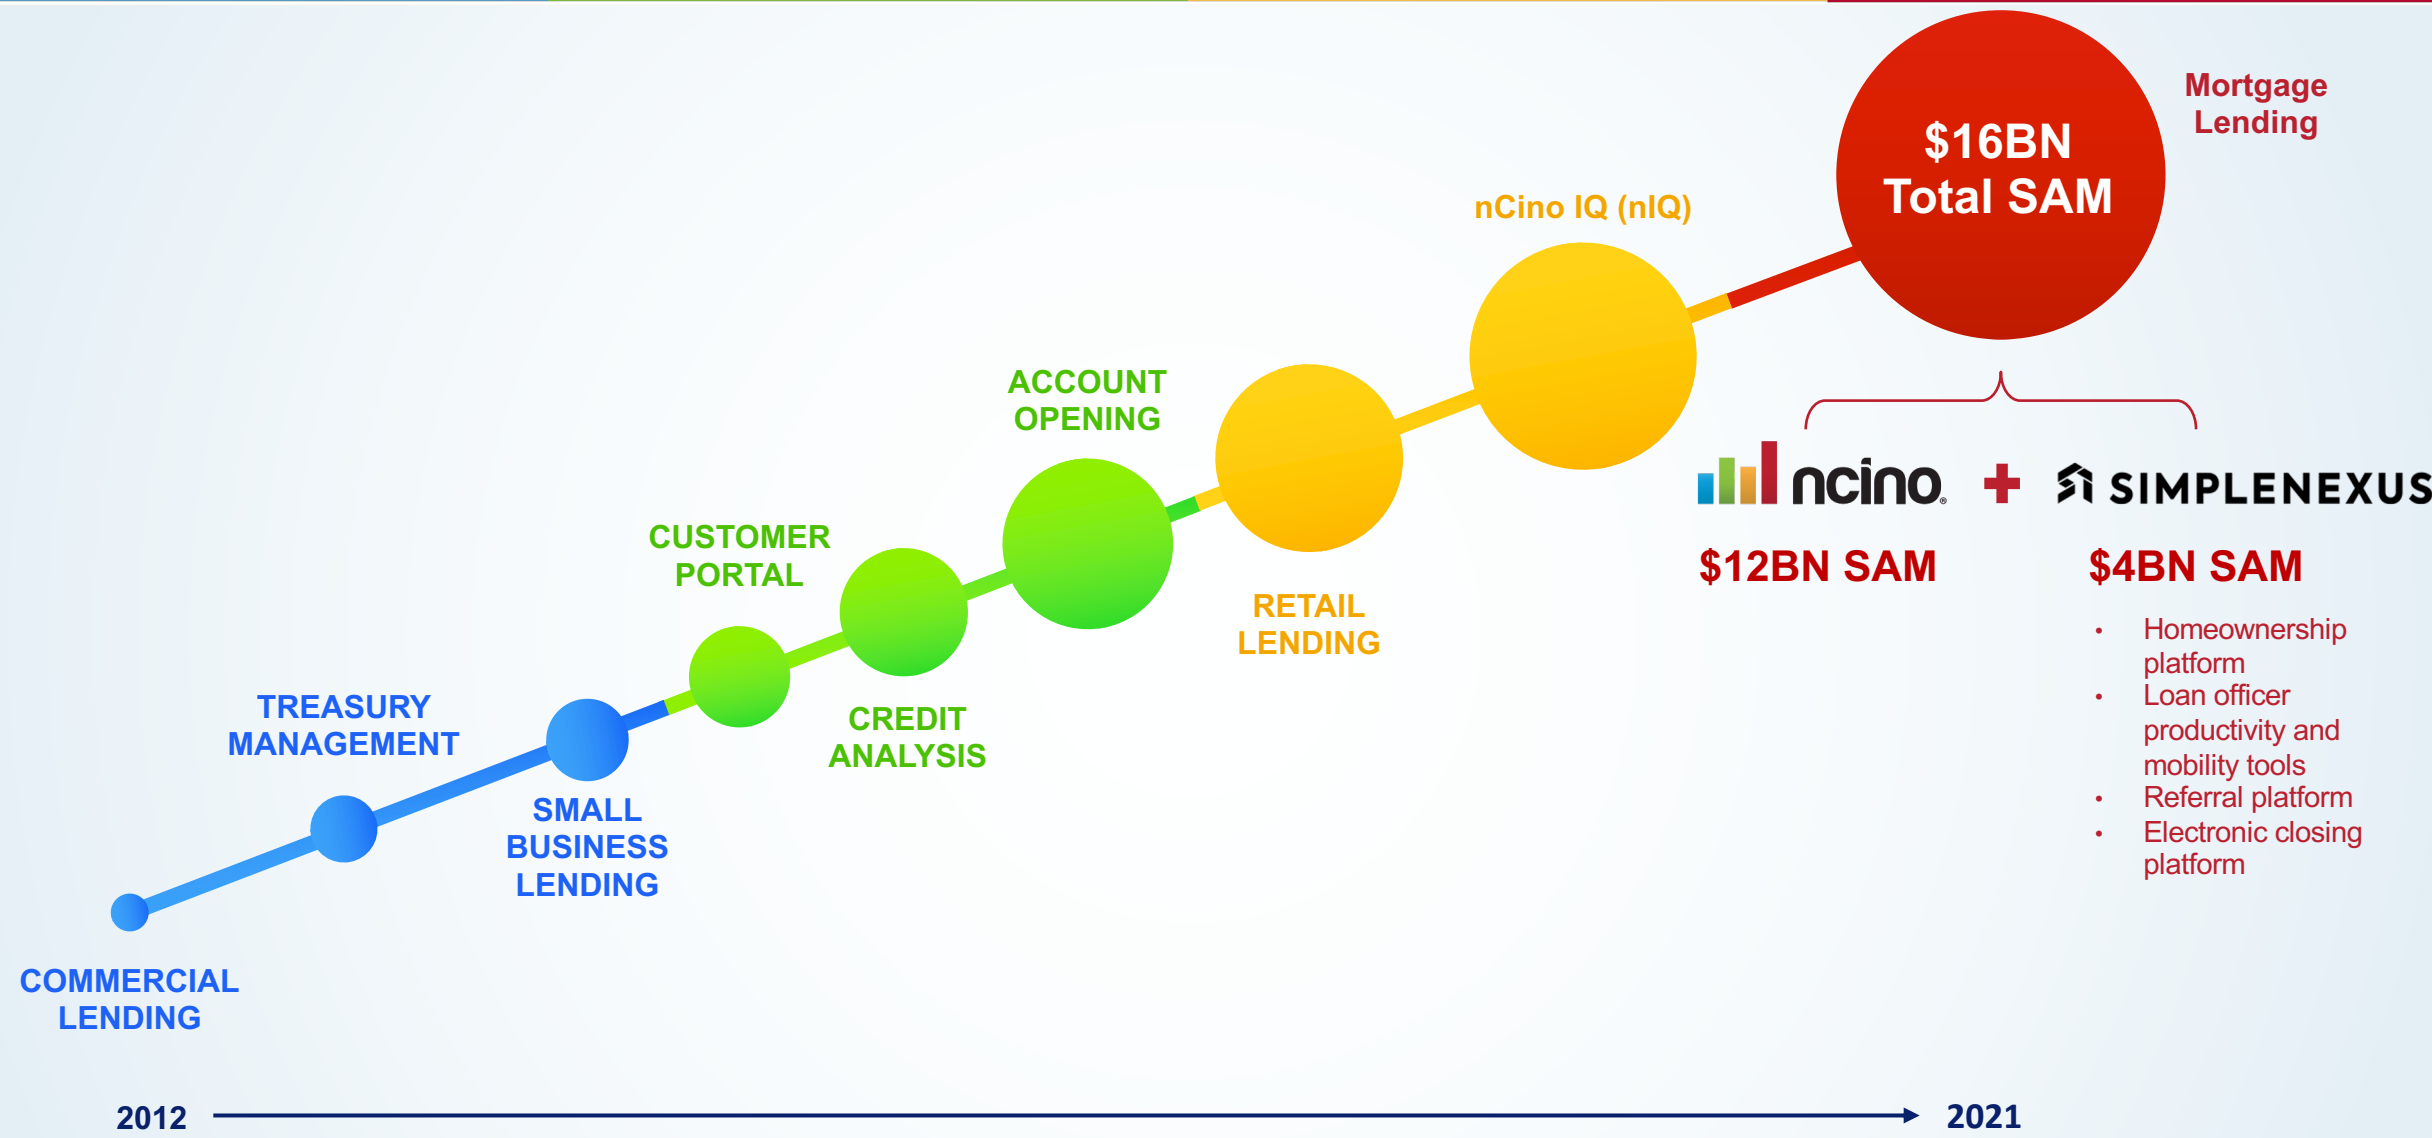 Mortgage
Lending
$16BN
Total SAM
nCino IQ (nIQ)
ACCOUNT
OPENING
RETAIL
LENDING
CUSTOMER
PORTAL
CREDIT
ANALYSIS
TREASURY
MANAGEMENT
SMALL
BUSINESS
LENDING
COMMERCIAL
LENDING
ncino®
+
SIMPLENEXUS
$12BN SAM
$4BN SAM
• Homeownership
platform
• Loan officer
productivity and
mobility tools
• Referral platform
• Electronic closing
platform
2012
2021